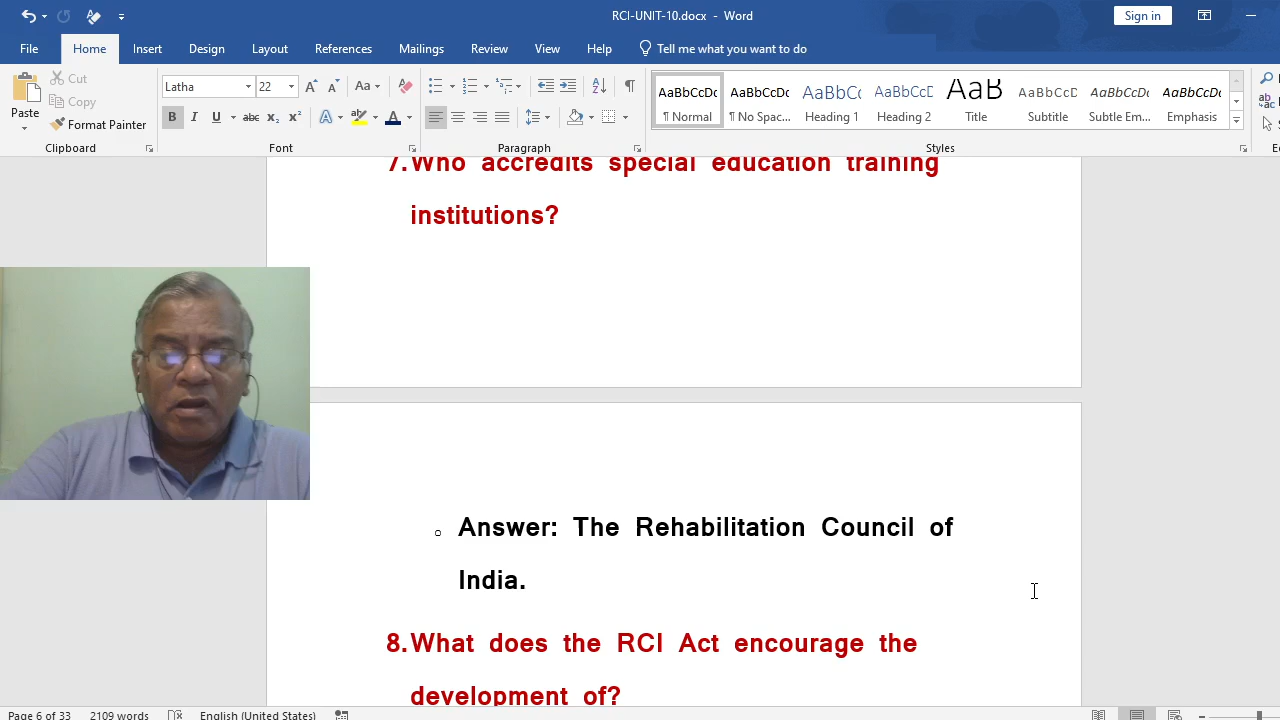 RCI-UNIT-10.docx - Word
Sign in
File Home Insert Design Layout References Mailings Review View Help Tell me what you want to do
Paste
Cut
Copy
Format Painter
Clipboard
Latha 22
Font
Paragraph
AaBbCcDc AaBbCcDc AaBbCc AaBbCcD AaB AaBbCcD AaBbCcDc AaBbCcDc
¶ Normal ¶ No Spac... Heading 1 Heading 2 Title Subtitle Subtle Em... Emphasis
Styles
7. Who accredits special education training
institutions?
o Answer: The Rehabilitation Council of
India.
8. What does the RCI Act encourage the
development of?
Page 6 of 33 2109 words English (United States)